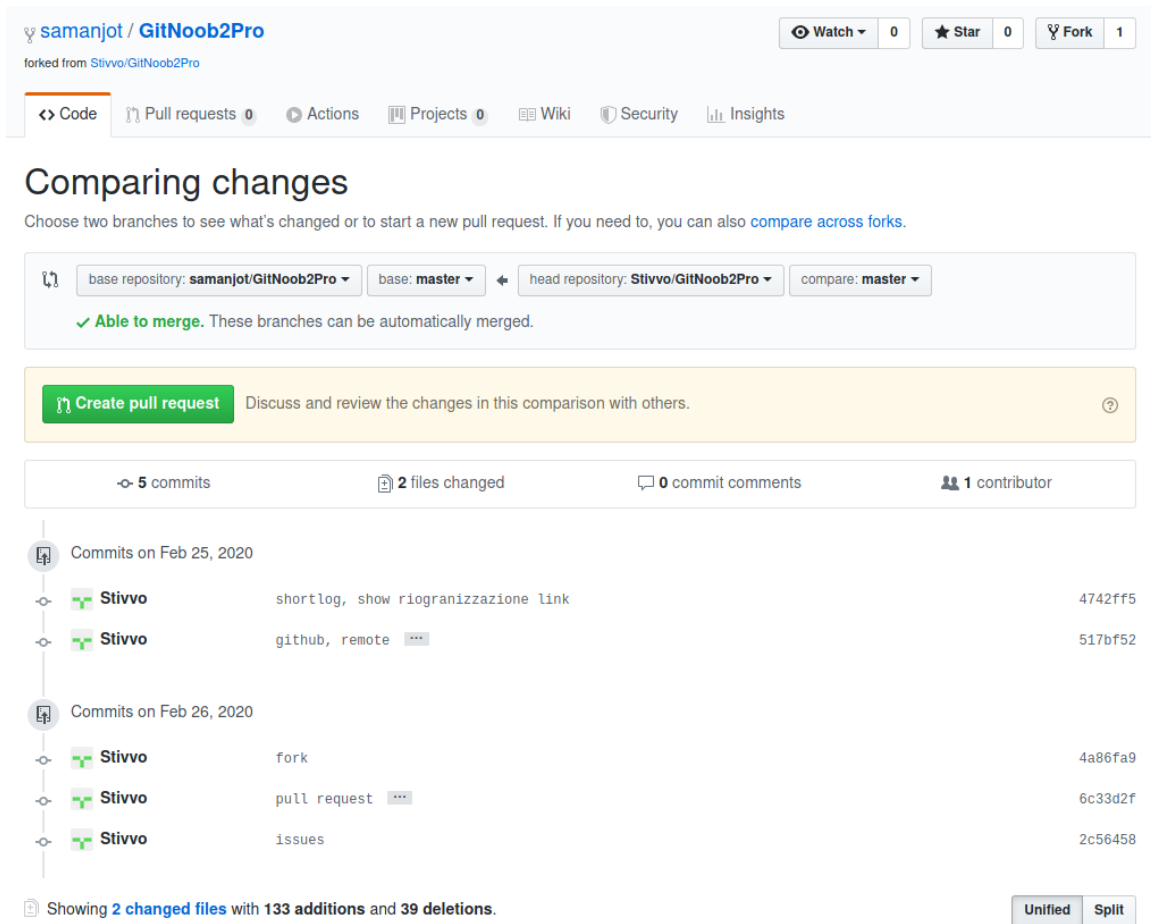 samanjot / GitNoob2Pro
Watch 0 Star 0 Fork 1
forked from Stivvo/GitNoob2Pro
Code Pull requests 0 Actions Projects 0 Wiki Security Insights
Comparing changes
Choose two branches to see what's changed or to start a new pull request. If you need to, you can also compare across forks.
base repository: samanjot/GitNoob2Pro base: master head repository: Stivvo/GitNoob2Pro compare: master
Able to merge. These branches can be automatically merged.
Create pull request Discuss and review the changes in this comparison with others.
5 commits 2 files changed 0 commit comments 1 contributor
Commits on Feb 25, 2020
Stivvo shortlog, show riogranizzazione link 4742ff5
Stivvo github, remote … 517bf52
Commits on Feb 26, 2020
Stivvo fork 4a86fa9
Stivvo pull request … 6c33d2f
Stivvo issues 2c56458
Showing 2 changed files with 133 additions and 39 deletions. Unified Split